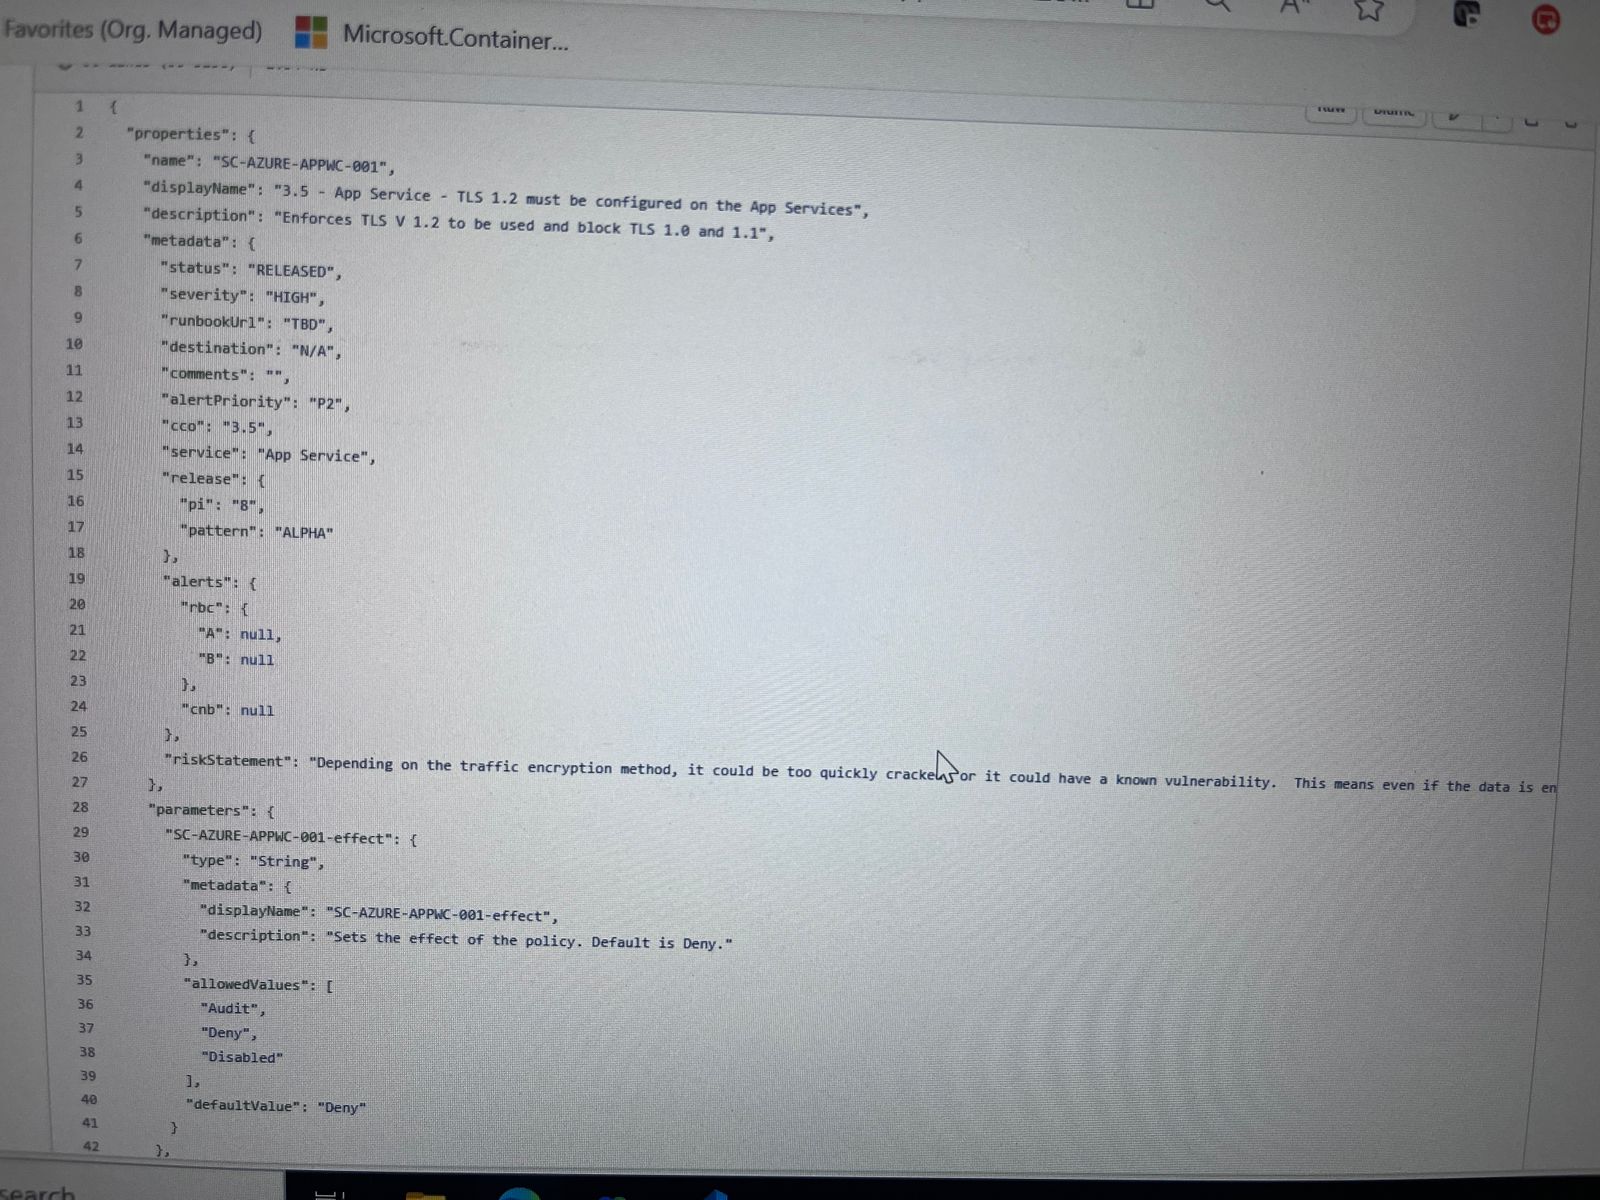 Favorites (Org. Managed)
Microsoft.Container...
1 {
2 "properties": {
3 "name": "SC-AZURE-APPWC-001",
4 "displayName": "3.5 - App Service - TLS 1.2 must be configured on the App Services",
5 "description": "Enforces TLS V 1.2 to be used and block TLS 1.0 and 1.1",
6 "metadata": {
7 "status": "RELEASED",
8 "severity": "HIGH",
9 "runbookUrl": "TBD",
10 "destination": "N/A",
11 "comments": "",
12 "alertPriority": "P2",
13 "cco": "3.5",
14 "service": "App Service",
15 "release": {
16 "pi": "8",
17 "pattern": "ALPHA"
18 },
19 "alerts": {
20 "rbc": {
21 "A": null,
22 "B": null
23 },
24 "cnb": null
25 },
26 "riskStatement": "Depending on the traffic encryption method, it could be too quickly cracke or it could have a known vulnerability.  This means even if the data is en
27 },
28 "parameters": {
29 "SC-AZURE-APPWC-001-effect": {
30 "type": "String",
31 "metadata": {
32 "displayName": "SC-AZURE-APPWC-001-effect",
33 "description": "Sets the effect of the policy. Default is Deny."
34 },
35 "allowedValues": [
36 "Audit",
37 "Deny",
38 "Disabled"
39 ],
40 "defaultValue": "Deny"
41 }
42 },
search